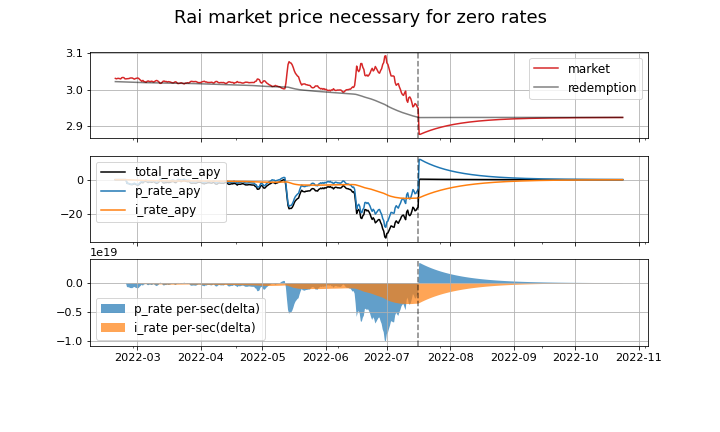 Rai market price necessary for zero rates
3.1
3.0
2.9
market
redemption
0
−20
total_rate_apy
p_rate_apy
i_rate_apy
1e19
0.0
−0.5
−1.0
p_rate per-sec(delta)
i_rate per-sec(delta)
2022-03 2022-04 2022-05 2022-06 2022-07 2022-08 2022-09 2022-10 2022-11